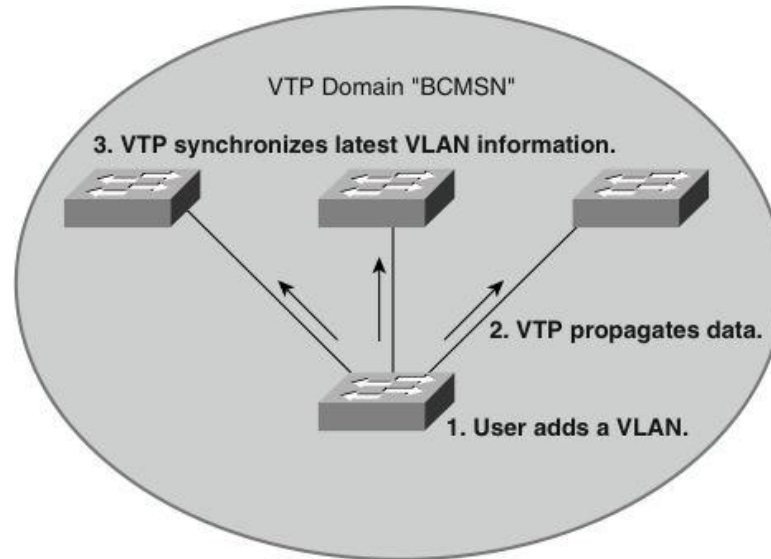 VTP Domain "BCMSN"
3. VTP synchronizes latest VLAN information.
2. VTP propagates data.
1. User adds a VLAN.